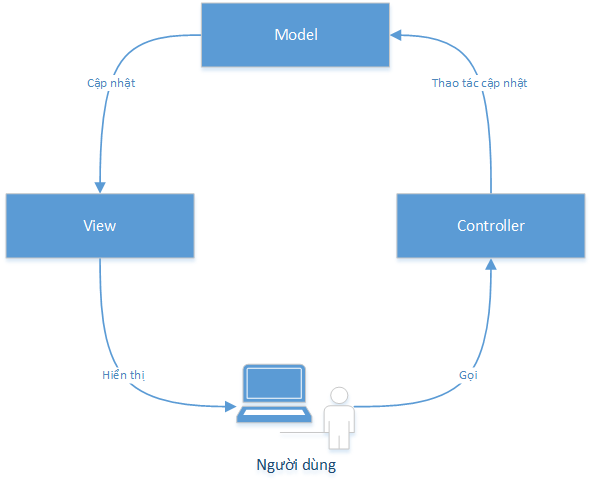 Model
Cập nhật
Thao tác cập nhật
View
Controller
Hiển thị
Gọi
Người dùng